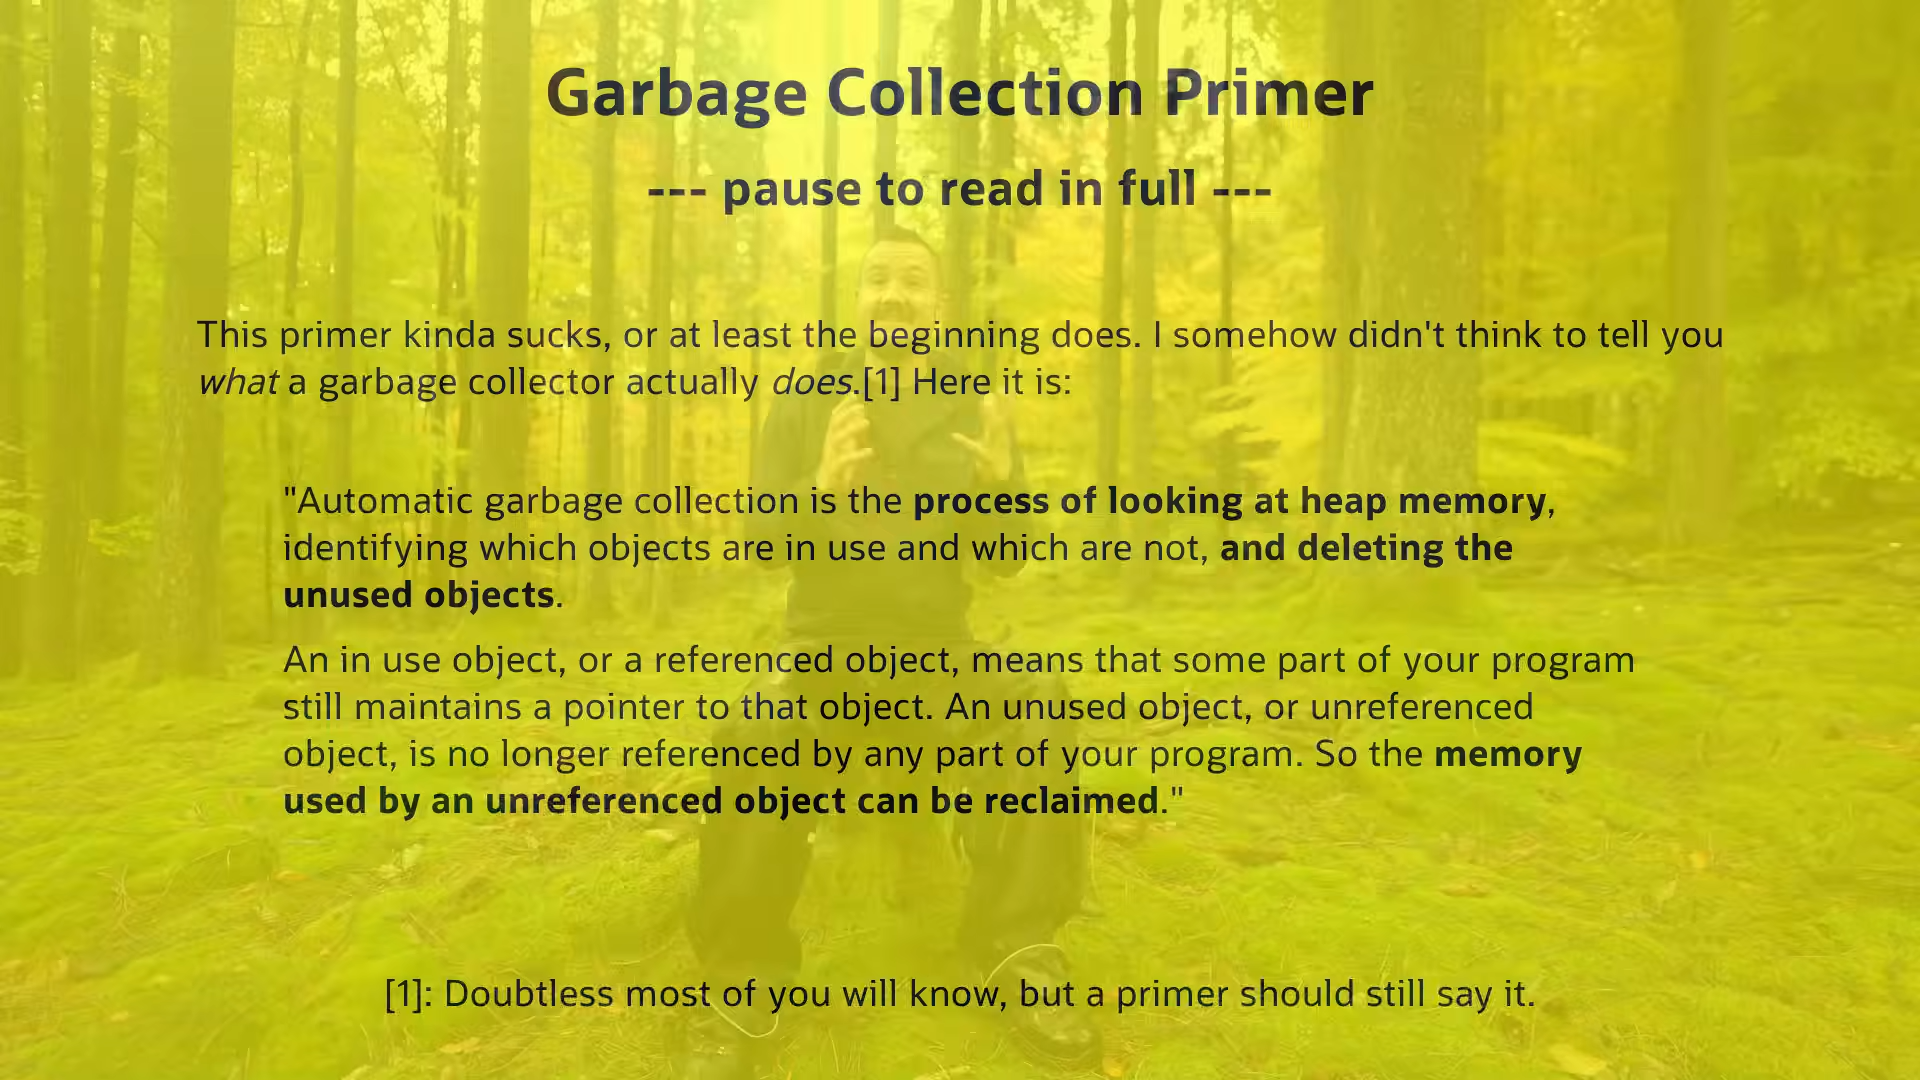 Garbage Collection Primer
--- pause to read in full ---
This primer kinda sucks, or at least the beginning does. I somehow didn't think to tell you
what a garbage collector actually does.[1] Here it is:
"Automatic garbage collection is the process of looking at heap memory,
identifying which objects are in use and which are not, and deleting the
unused objects.
An in use object, or a referenced object, means that some part of your program
still maintains a pointer to that object. An unused object, or unreferenced
object, is no longer referenced by any part of your program. So the memory
used by an unreferenced object can be reclaimed."
[1]: Doubtless most of you will know, but a primer should still say it.